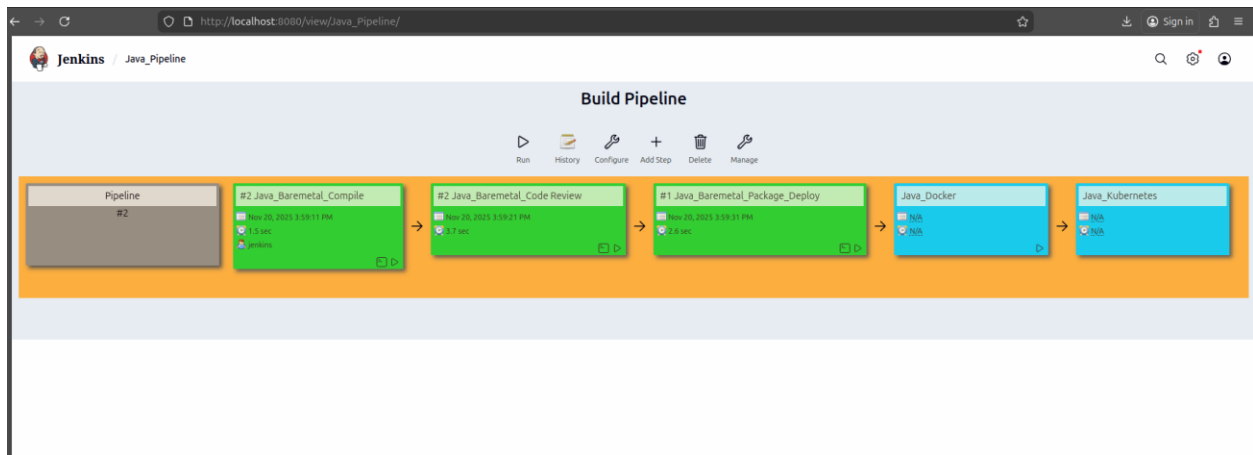 http://localhost:8080/view/Java_Pipeline/
Sign in
Jenkins / Java_Pipeline
Build Pipeline
Run History Configure Add Step Delete Manage
Pipeline
#2
#2 Java_Baremetal_Compile
Nov 20, 2025 3:59:11 PM
1.5 sec
jenkins
#2 Java_Baremetal_Code Review
Nov 20, 2025 3:59:21 PM
3.7 sec
#1 Java_Baremetal_Package_Deploy
Nov 20, 2025 3:59:31 PM
2.6 sec
Java_Docker
N/A
N/A
Java_Kubernetes
N/A
N/A